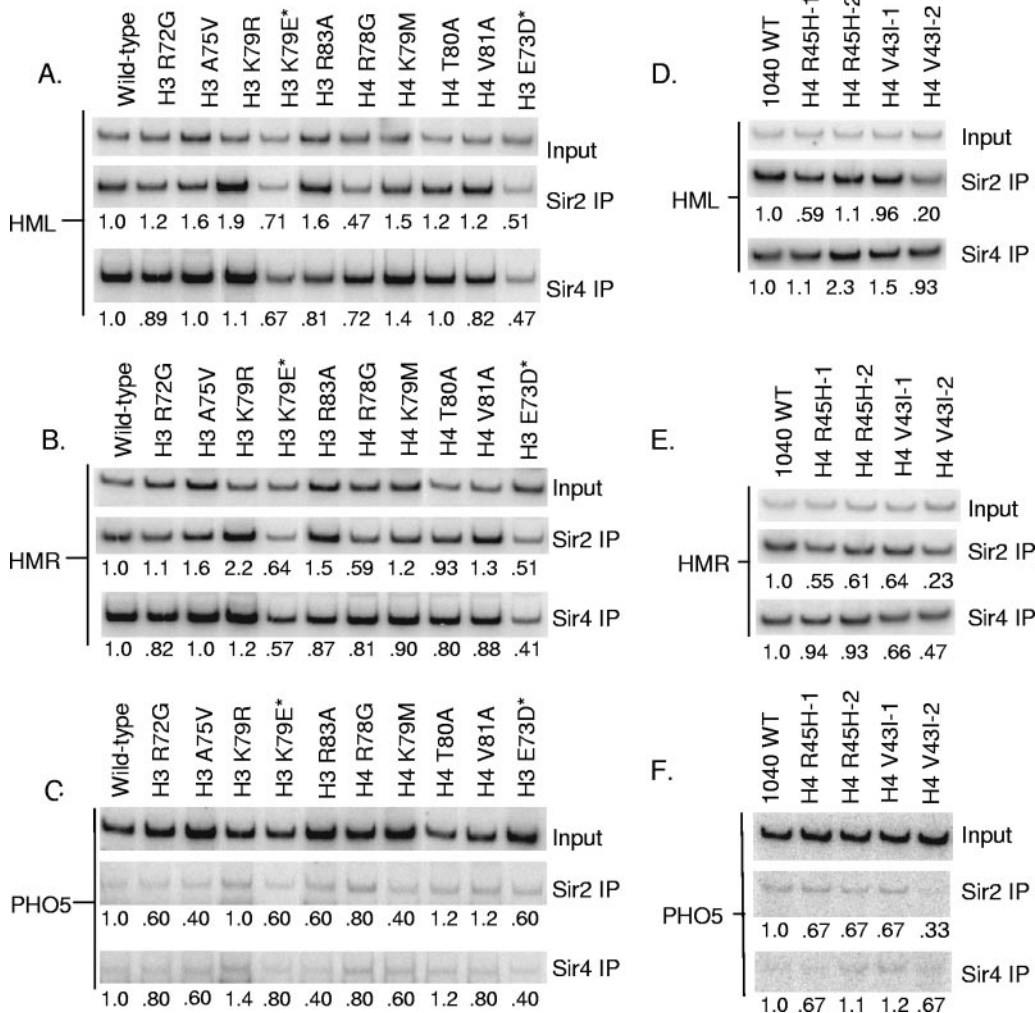 A.
Wild-type
H3 R72G
H3 A75V
H3 K79R
H3 K79E*
H3 R83A
H4 R78G
H4 K79M
H4 T80A
H4 V81A
H3 E73D*
Input
Sir2 IP
1.0 1.2 1.6 1.9 .71 1.6 .47 1.5 1.2 1.2 .51
HML
Sir4 IP
1.0 .89 1.0 1.1 .67 .81 .72 1.4 1.0 .82 .47
B.
Wild-type
H3 R72G
H3 A75V
H3 K79R
H3 K79E*
H3 R83A
H4 R78G
H4 K79M
H4 T80A
H4 V81A
H3 E73D*
Input
Sir2 IP
HMR
1.0 1.1 1.6 2.2 .64 1.5 .59 1.2 .93 1.3 .51
Sir4 IP
1.0 .82 1.0 1.2 .57 .87 .81 .90 .80 .88 .41
C.
Wild-type
H3 R72G
H3 A75V
H3 K79R
H3 K79E*
H3 R83A
H4 R78G
H4 K79M
H4 T80A
H4 V81A
H3 E73D*
Input
Sir2 IP
PHO5
1.0 .60 .40 1.0 .60 .60 .80 .40 1.2 1.2 .60
Sir4 IP
1.0 .80 .60 1.4 .80 .40 .80 .60 1.2 .80 .40
D.
1040 WT
H4 R45H-1
H4 R45H-2
H4 V43I-1
H4 V43I-2
Input
Sir2 IP
HML
1.0 .59 1.1 .96 .20
Sir4 IP
1.0 1.1 2.3 1.5 .93
E.
1040 WT
H4 R45H-1
H4 R45H-2
H4 V43I-1
H4 V43I-2
Input
Sir2 IP
HMR
1.0 .55 .61 .64 .23
Sir4 IP
1.0 .94 .93 .66 .47
F.
1040 WT
H4 R45H-1
H4 R45H-2
H4 V43I-1
H4 V43I-2
Input
Sir2 IP
PHO5
1.0 .67 .67 .67 .33
Sir4 IP
1.0 .67 1.1 1.2 .67